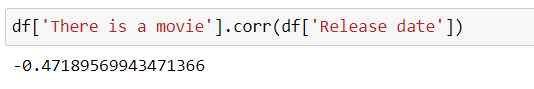 df['There is a movie'].corr(df['Release date'])
-0.47189569943471366